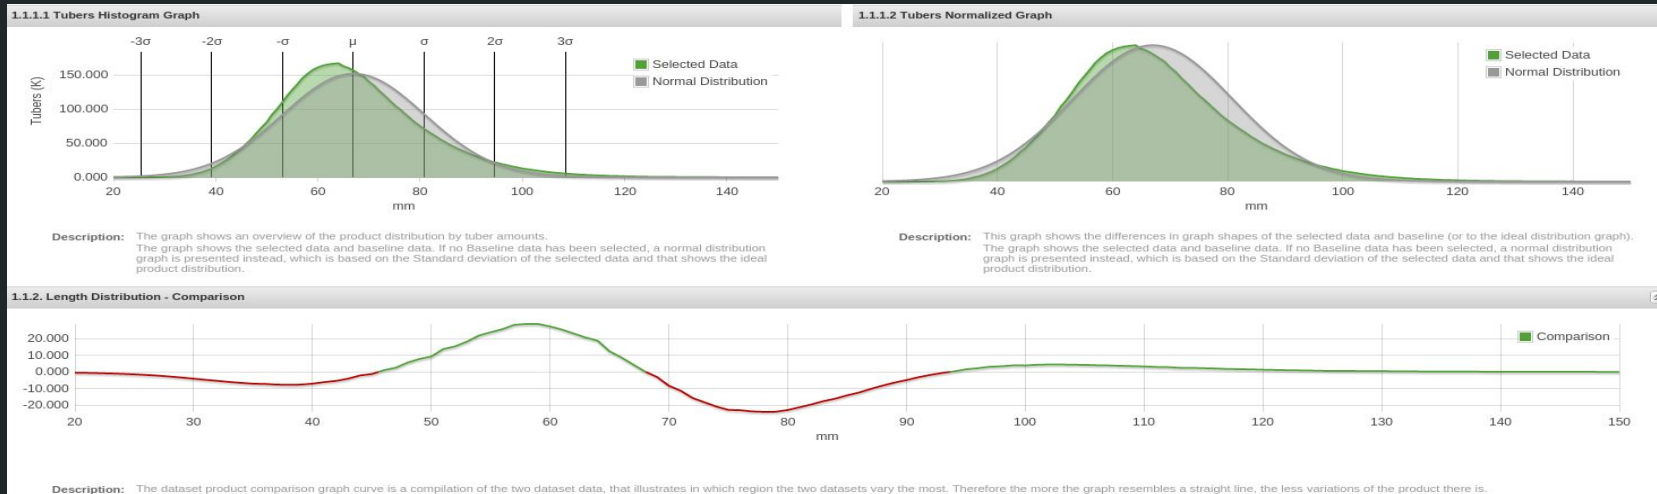 1.1.1.1 Tubers Histogram Graph
-3σ -2σ -σ μ σ 2σ 3σ
Selected Data
Normal Distribution
Tubers (K)
150.000
100.000
50.000
0.000
20 40 60 80 100 120 140
mm
Description: The graph shows an overview of the product distribution by tuber amounts.
The graph shows the selected data and baseline data. If no Baseline data has been selected, a normal distribution
graph is presented instead, which is based on the Standard deviation of the selected data and that shows the ideal
product distribution.
1.1.1.2 Tubers Normalized Graph
Selected Data
Normal Distribution
20 40 60 80 100 120 140
mm
Description: This graph shows the differences in graph shapes of the selected data and baseline (or to the ideal distribution graph).
The graph shows the selected data and baseline data. If no Baseline data has been selected, a normal distribution
graph is presented instead, which is based on the Standard deviation of the selected data and that shows the ideal
product distribution.
1.1.2. Length Distribution - Comparison
Comparison
20.000
10.000
0.000
-10.000
-20.000
20 30 40 50 60 70 80 90 100 110 120 130 140 150
mm
Description: The dataset product comparison graph curve is a compilation of the two dataset data, that illustrates in which region the two datasets vary the most. Therefore the more the graph resembles a straight line, the less variations of the product there is.